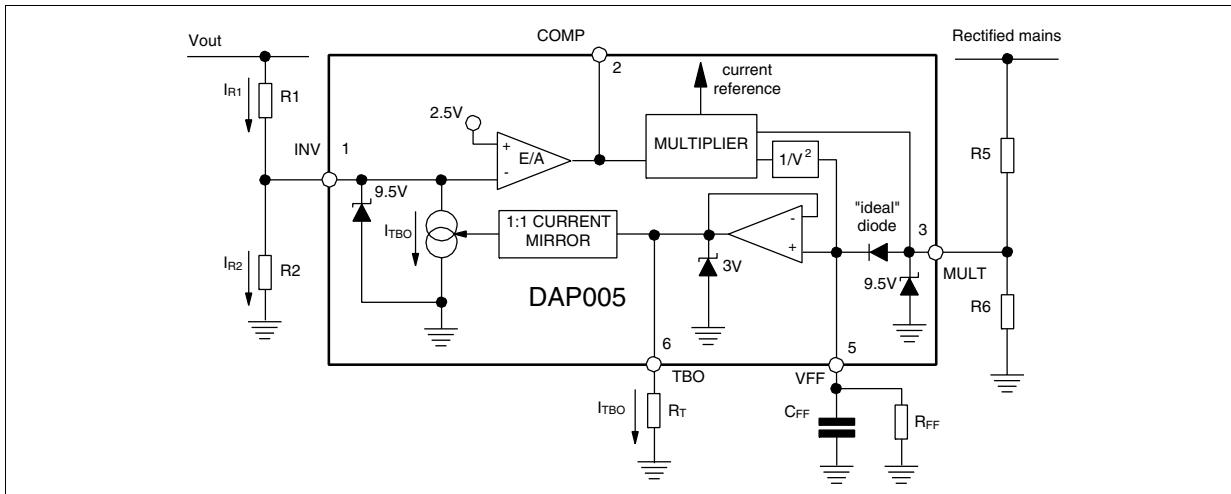 COMP
Vout
Rectified mains
2
current
reference
IR1
R1
2.5V
MULTIPLIER
R5
INV
1
+
E/A
-
1/V2
9.5V
"ideal"
diode
ITBO
1:1 CURRENT
MIRROR
-
+
3
IR2
R2
3V
9.5V
MULT
DAP005
R6
6
5
TBO
VFF
ITBO
RT
CFF
RFF